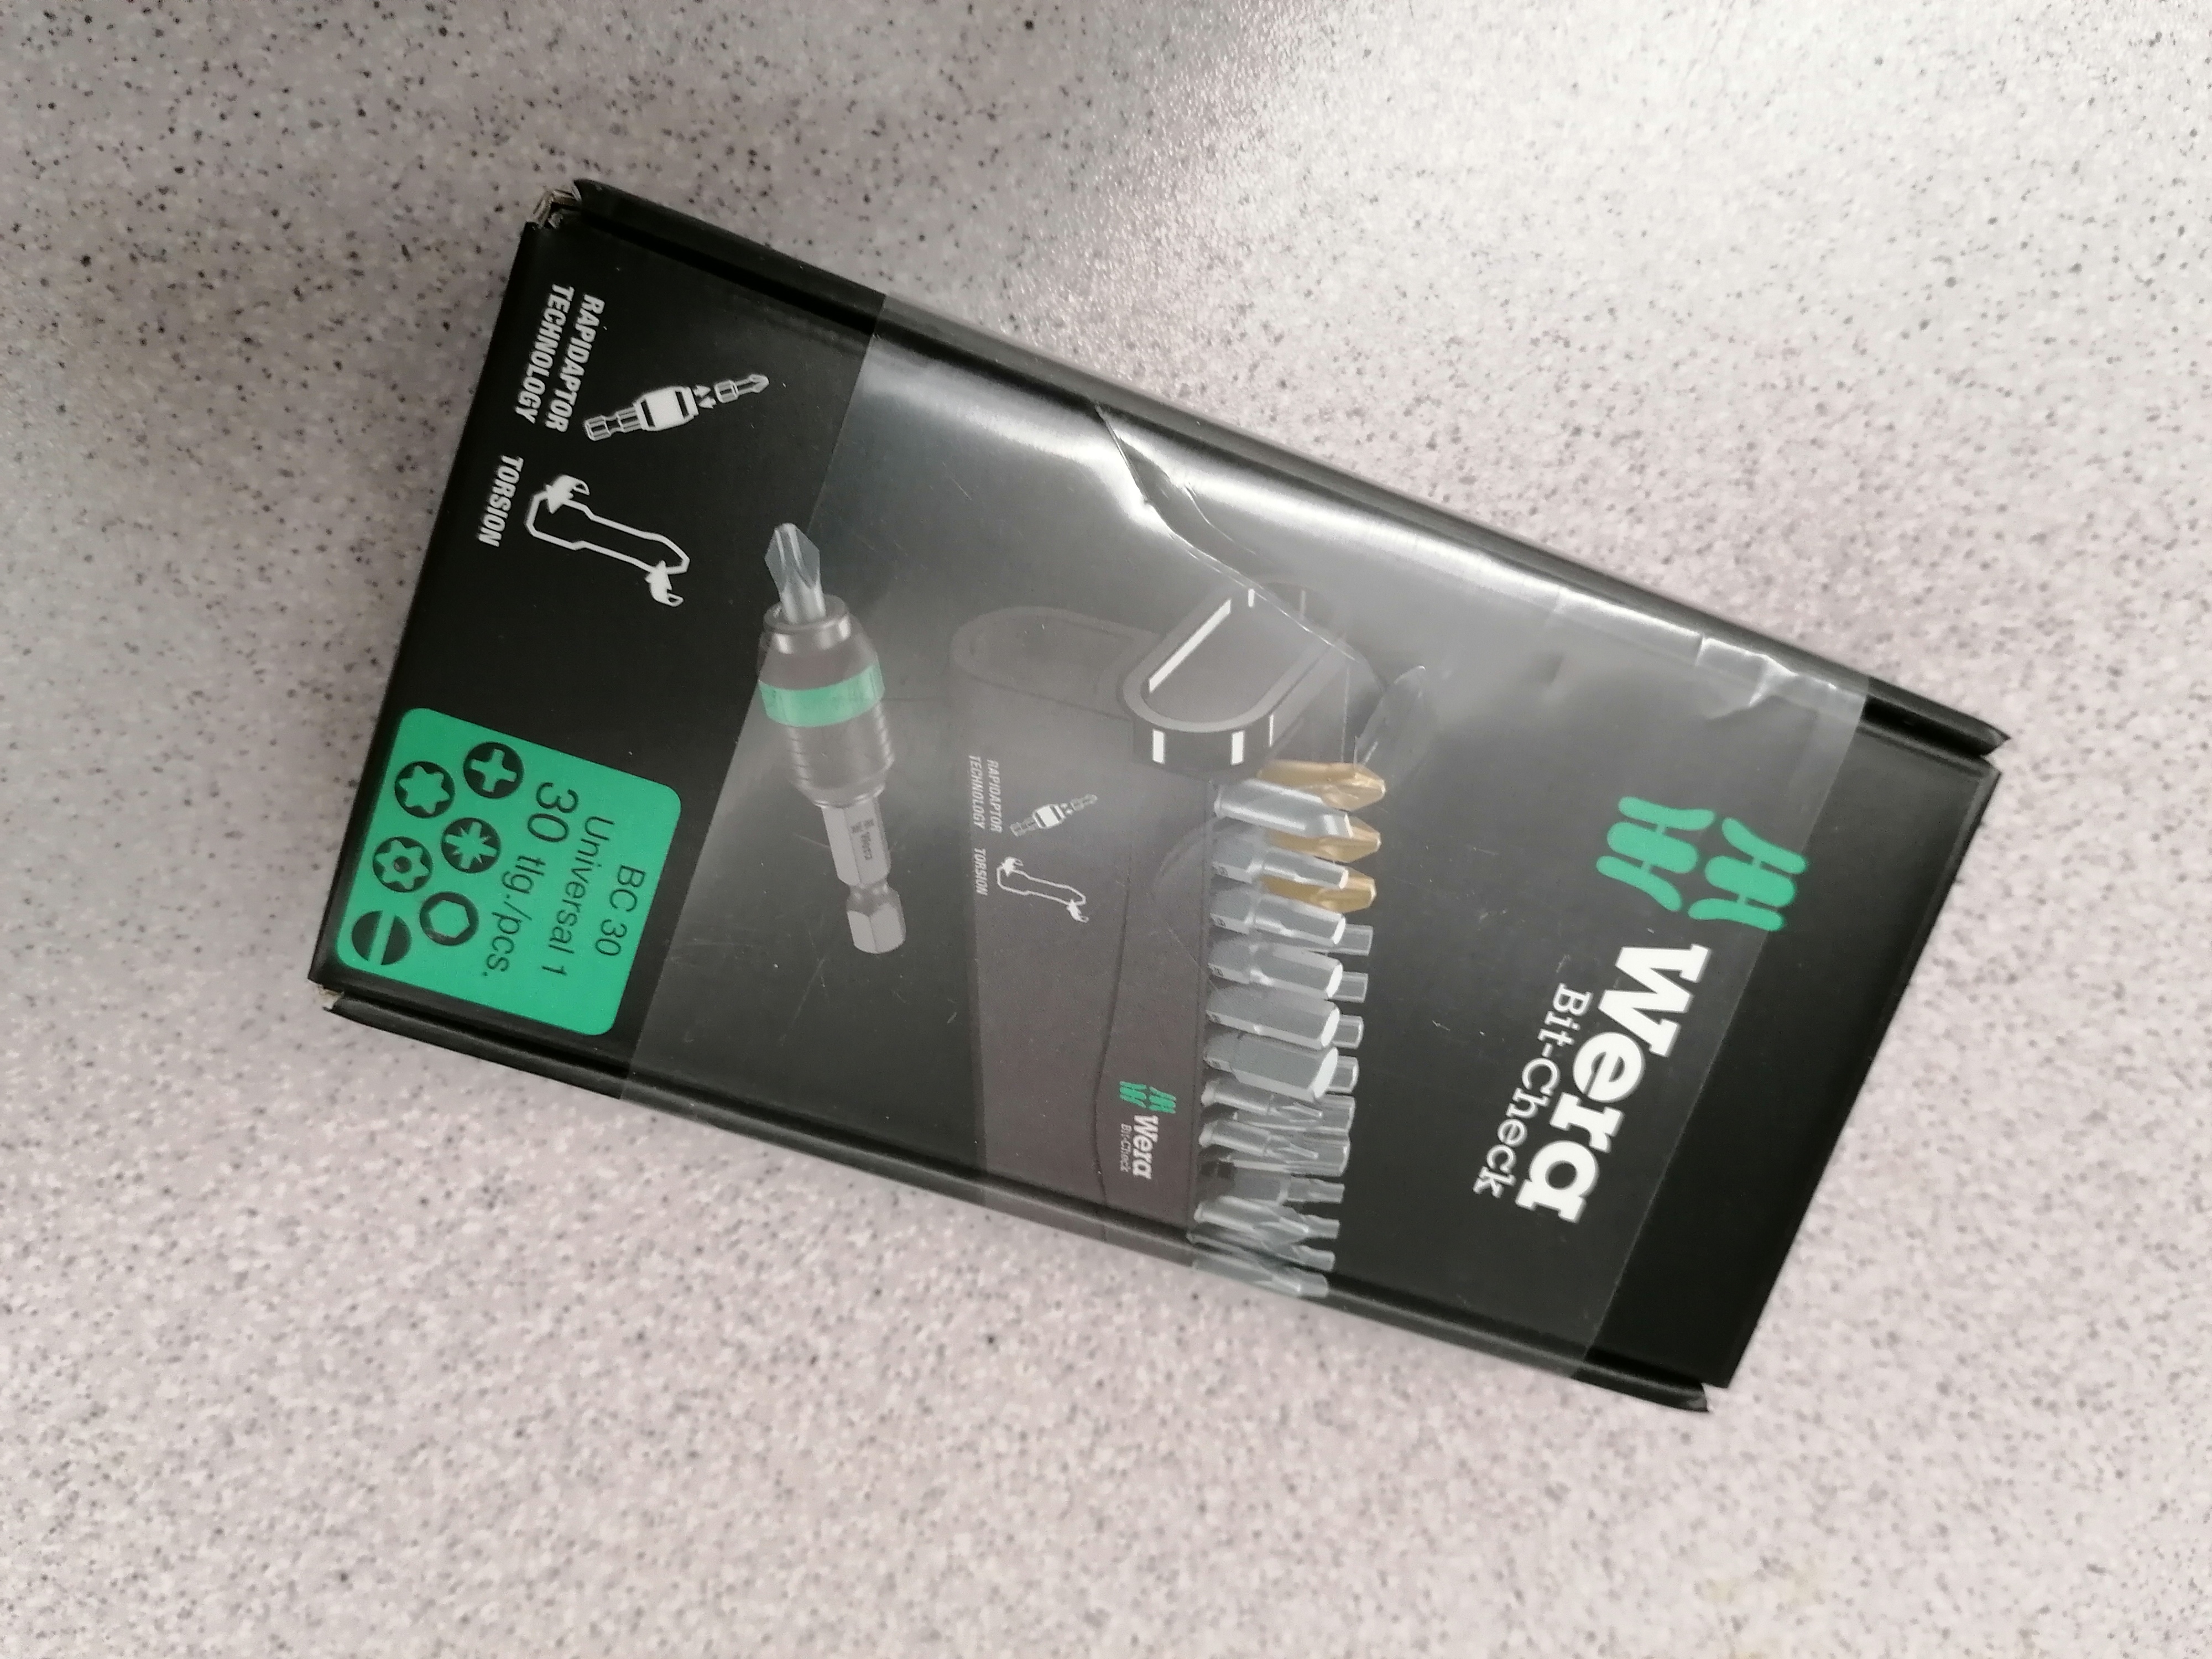 Wera
Bit-Check
RAPIDAPTOR
TECHNOLOGY
TORSION
Wera
Bit-Check
RAPIDAPTOR
TECHNOLOGY
TORSION
BC 30
Universal 1
30 tlg./pcs.